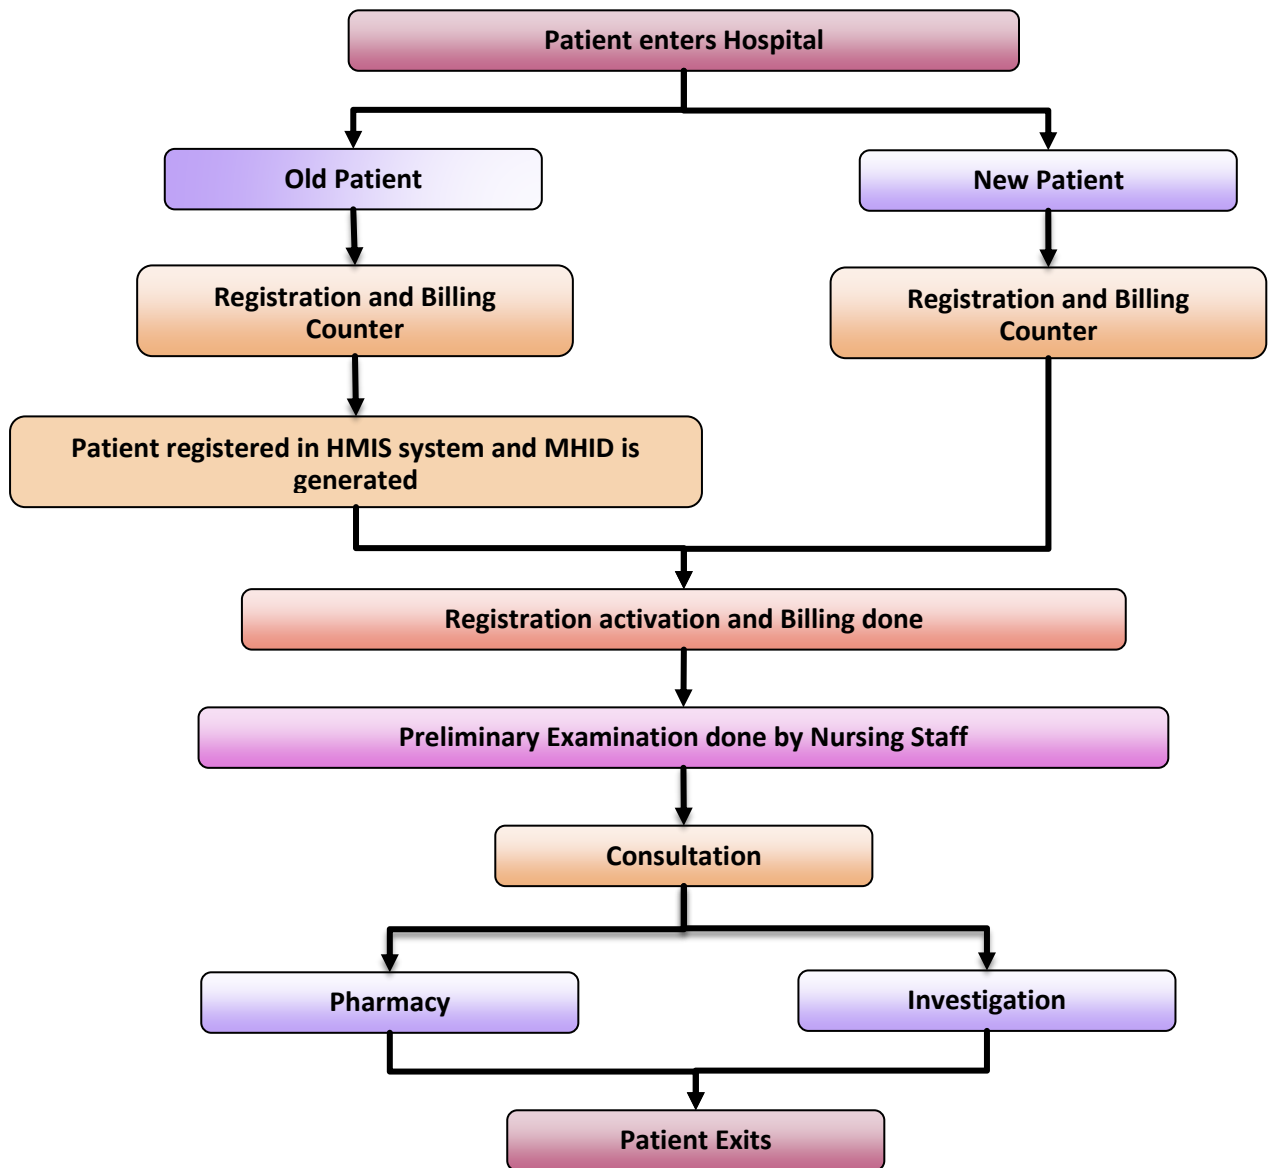 Patient enters Hospital
Old Patient
New Patient
Registration and Billing
Counter
Registration and Billing
Counter
Patient registered in HMIS system and MHID is
generated
Registration activation and Billing done
Preliminary Examination done by Nursing Staff
Consultation
Pharmacy
Investigation
Patient Exits